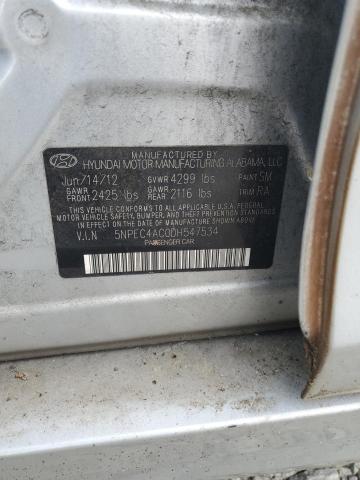 MANUFACTURED BY
HYUNDAI MOTOR MANUFACTURING ALABAMA, LLC
Jun/14/12 GVWR 4299 lbs PAINT SM
GAWR FRONT 2425 lbs GAWR REAR 2116 lbs TRIM RA
THIS VEHICLE CONFORMS TO ALL APPLICABLE U.S. FEDERAL
MOTOR VEHICLE SAFETY, BUMPER, AND THEFT PREVENTION
STANDARDS IN EFFECT ON THE DATE OF MANUFACTURE SHOWN ABOVE
V.I.N 5NPEC4AC0DH547534
PASSENGER CAR